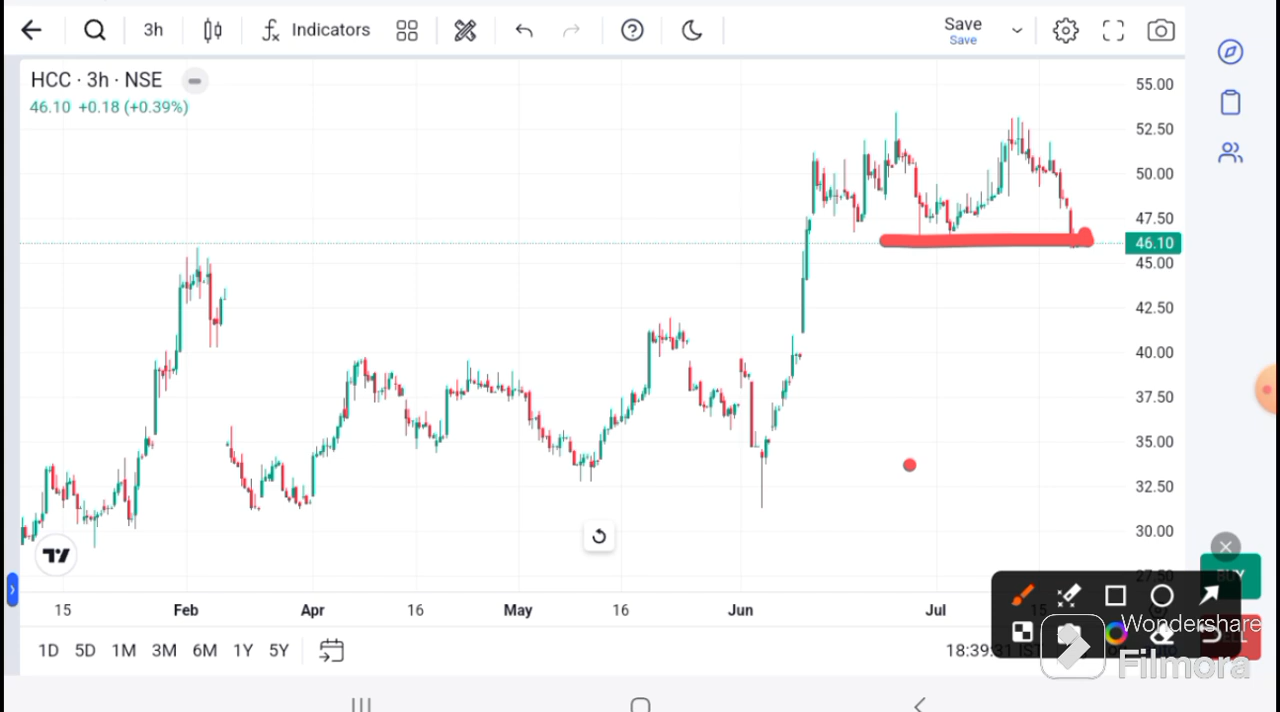 3h
Indicators
Save
Save
HCC · 3h · NSE
46.10 +0.18 (+0.39%)
55.00
52.50
50.00
47.50
46.10
45.00
42.50
40.00
37.50
35.00
32.50
30.00
27.50
BUY
15 Feb Apr 16 May 16 Jun Jul 15
1D 5D 1M 3M 6M 1Y 5Y
18:39:31 IST
Wondershare
Filmora